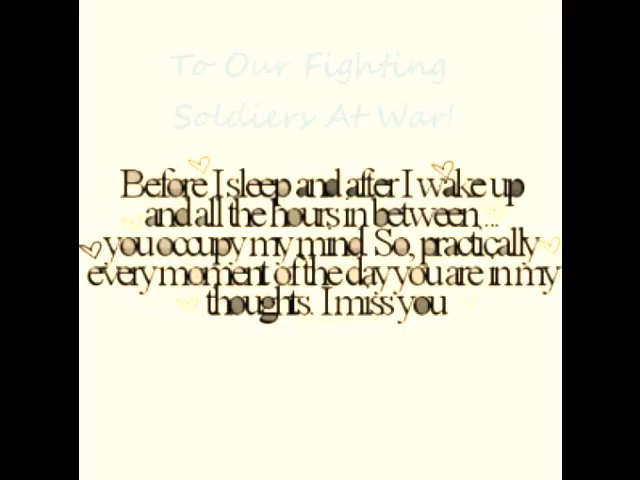 To Our Fighting
Soldiers At War!
Before I sleep and after I wake up
and all the hours in between ...
you occupy my mind. So, practically
every moment of the day you are in my
thoughts. I miss you